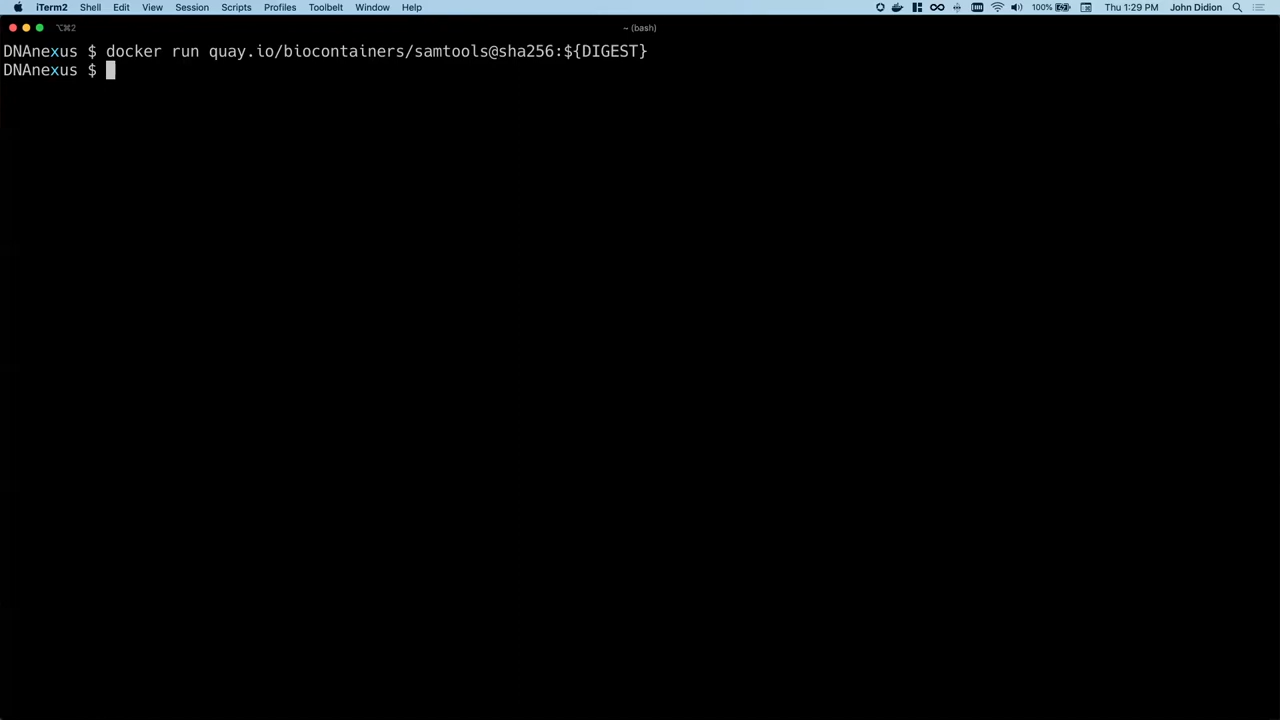 iTerm2 Shell Edit View Session Scripts Profiles Toolbelt Window Help 100% Thu 1:29 PM John Didion
⌥⌘2 ~ (bash)
DNAnexus $ docker run quay.io/biocontainers/samtools@sha256:${DIGEST}
DNAnexus $